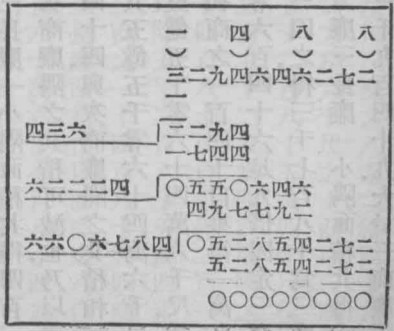 四八八
三二九四六四六二七二
一
四三六 二二九四
一七四四
六二二二四 〇五五〇六四六
四九七七九二
六六〇六七八四 〇五二八五四二七二
五二八五四二七二
〇〇〇〇〇〇〇〇